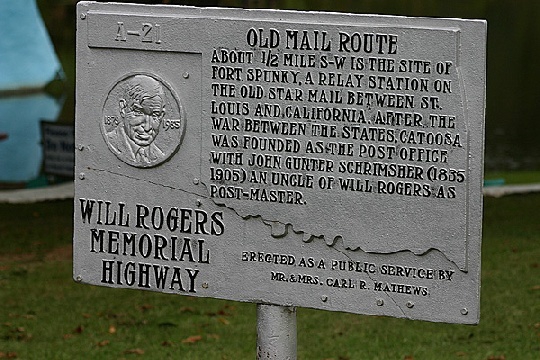 A-21
OLD MAIL ROUTE
ABOUT 1/2 MILE S-W IS THE SITE OF
FORT SPUNKY, A RELAY STATION ON
THE OLD STAR MAIL BETWEEN ST.
LOUIS AND CALIFORNIA. AFTER THE
WAR BETWEEN THE STATES, CATOOSA
WAS FOUNDED AS THE POST OFFICE
WITH JOHN GUNTER SCHRIMSHER (1835
1905) AN UNCLE OF WILL ROGERS AS
POST-MASTER.
1879 1935
WILL ROGERS
MEMORIAL
HIGHWAY
ERECTED AS A PUBLIC SERVICE BY
MR. & MRS. CARL R. MATHEWS